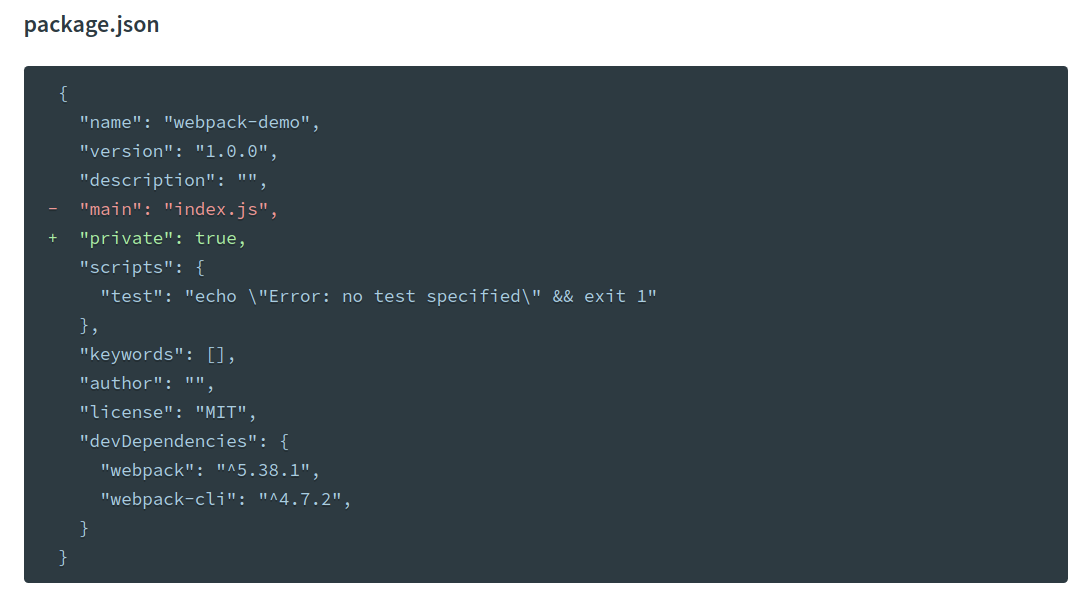 package.json
{
"name": "webpack-demo",
"version": "1.0.0",
"description": "",
- "main": "index.js",
+ "private": true,
"scripts": {
"test": "echo \"Error: no test specified\" && exit 1"
},
"keywords": [],
"author": "",
"license": "MIT",
"devDependencies": {
"webpack": "^5.38.1",
"webpack-cli": "^4.7.2",
}
}